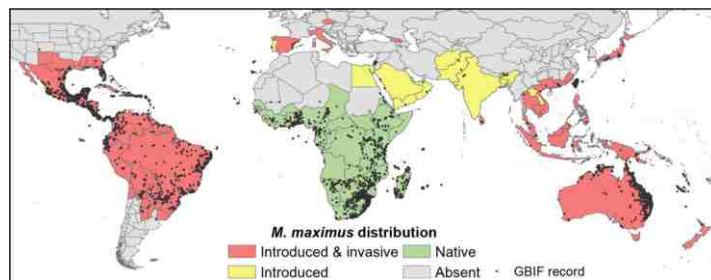 M. maximus distribution
Introduced & invasive
Native
Introduced
Absent
GBIF record